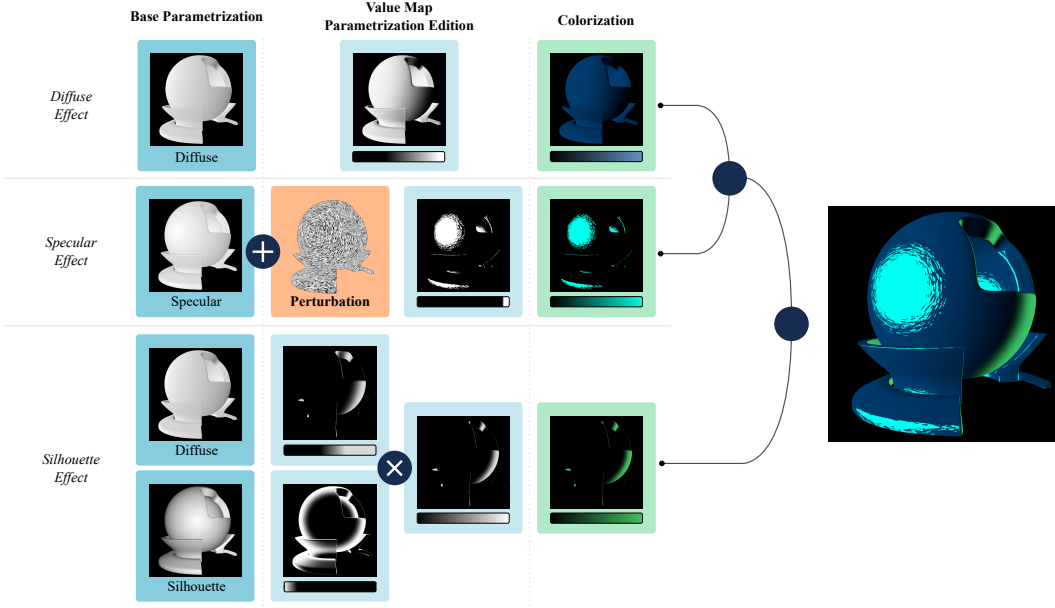 Base Parametrization
Value Map
Parametrization Edition
Colorization
Diffuse
Effect
Diffuse
Specular
Effect
Specular
Perturbation
Silhouette
Effect
Diffuse
Silhouette